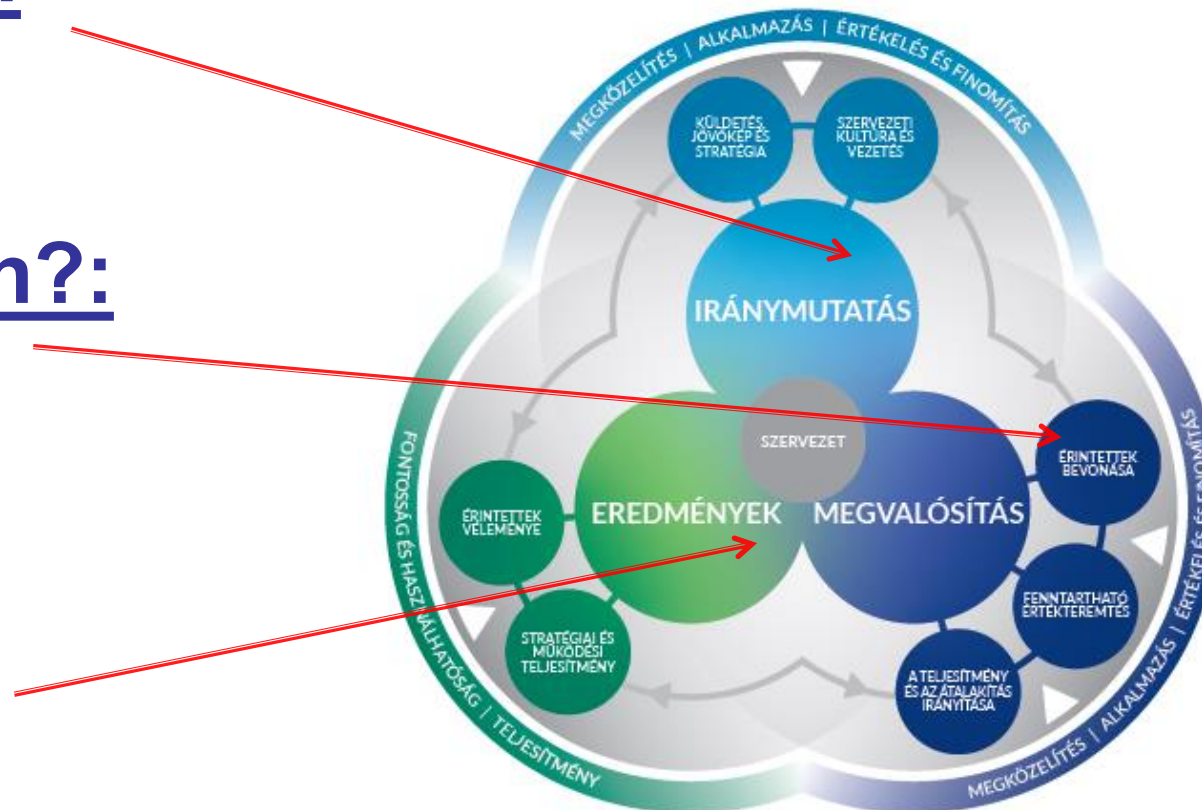 n?:
MEGKÖZELÍTÉS | ALKALMAZÁS | ÉRTÉKELÉS ÉS FINOMÍTÁS
KÜLDETÉS,
JÖVŐKÉP ÉS
STRATÉGIA
SZERVEZETI
KULTÚRA ÉS
VEZETÉS
IRÁNYMUTATÁS
SZERVEZET
EREDMÉNYEK
MEGVALÓSÍTÁS
ÉRINTETTEK
BEVONÁSA
FENNTARTHATÓ
ÉRTÉKTEREMTÉS
A TELJESÍTMÉNY
ÉS AZ ÁTALAKÍTÁS
IRÁNYÍTÁSA
ÉRINTETTEK
VÉLEMÉNYE
STRATÉGIAI ÉS
MŰKÖDÉSI
TELJESÍTMÉNY
FONTOSSÁG ÉS HASZNÁLHATÓSÁG | TELJESÍTMÉNY
MEGKÖZELÍTÉS | ALKALMAZÁS | ÉRTÉKELÉS ÉS FINOMÍTÁS